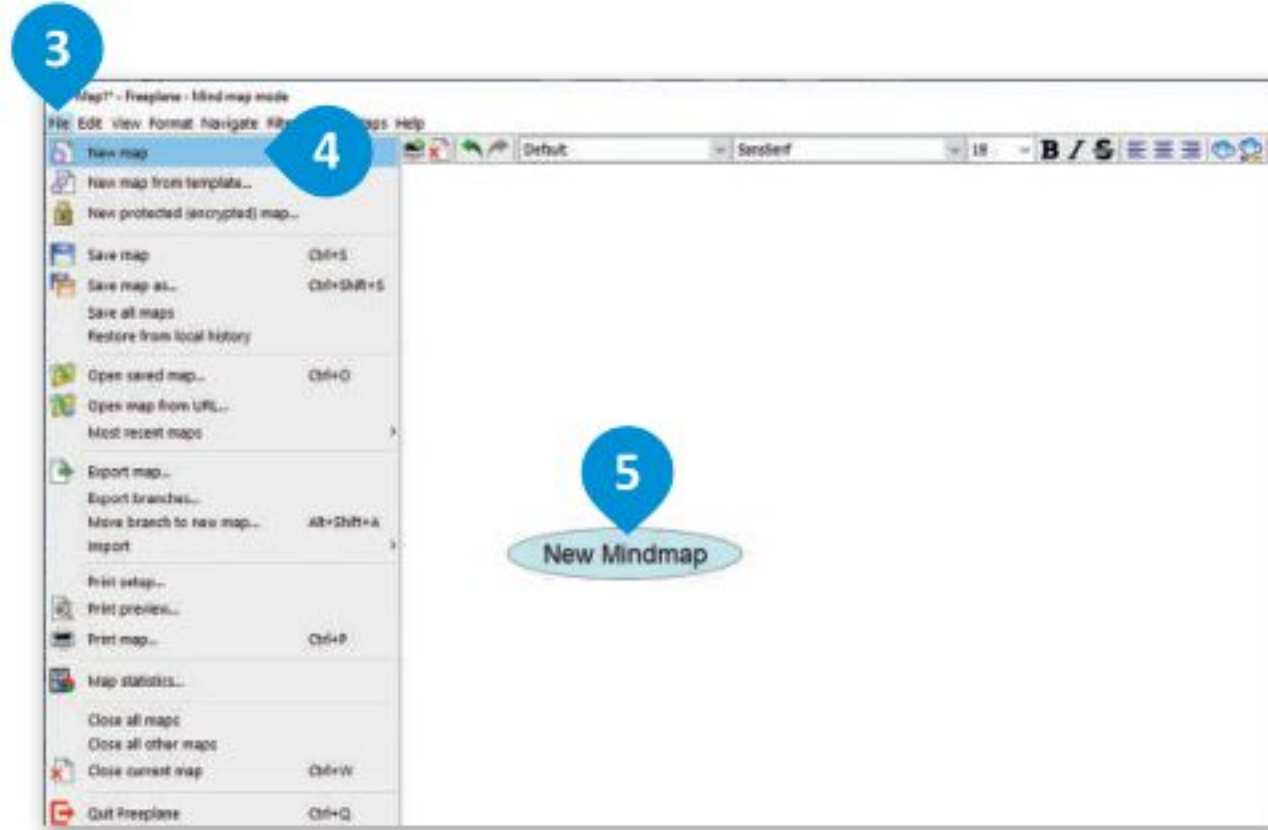 3
Map1* - Freeplane - Mind map mode
File Edit View Format Navigate Maps Help
4
New map
Default SansSerif 18 B I S
New map from template...
New protected (encrypted) map...
Save map Ctrl+S
Save map as... Ctrl+Shift+S
Save all maps
Restore from local history
Open saved map... Ctrl+O
Open map from URL...
Most recent maps
Export map...
Export branches...
Move branch to new map... Alt+Shift+A
Import
5
New Mindmap
Print setup...
Print preview...
Print map... Ctrl+P
Map statistics...
Close all maps
Close all other maps
Close current map Ctrl+W
Quit Freeplane Ctrl+Q